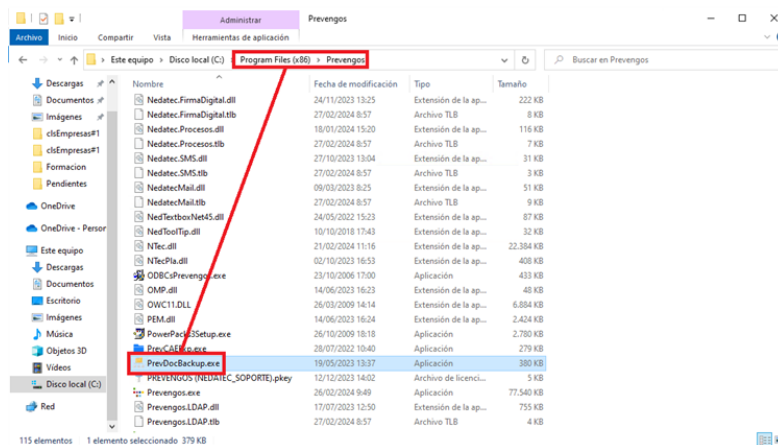 Administrar Prevengos
Archivo Inicio Compartir Vista Herramientas de aplicación
Este equipo > Disco local (C:) > Program Files (x86) > Prevengos
Buscar en Prevengos
Nombre Fecha de modificación Tipo Tamaño
Descargas
Documentos
Imágenes
clsEmpresas#1
clsEmpresas#1
Formacion
Pendientes
OneDrive
OneDrive - Person
Este equipo
Descargas
Documentos
Escritorio
Imágenes
Música
Objetos 3D
Vídeos
Disco local (C:)
Red
Nedatec.FirmaDigital.dll 24/11/2023 13:25 Extensión de la ap... 222 KB
Nedatec.FirmaDigital.tlb 27/02/2024 8:57 Archivo TLB 8 KB
Nedatec.Procesos.dll 18/01/2024 15:20 Extensión de la ap... 116 KB
Nedatec.Procesos.tlb 27/02/2024 8:57 Archivo TLB 7 KB
Nedatec.SMS.dll 27/10/2023 13:04 Extensión de la ap... 31 KB
Nedatec.SMS.tlb 27/02/2024 8:57 Archivo TLB 3 KB
NedatecMail.dll 09/03/2023 8:25 Extensión de la ap... 51 KB
NedatecMail.tlb 27/02/2024 8:57 Archivo TLB 9 KB
NedTextboxNet45.dll 24/05/2022 15:23 Extensión de la ap... 87 KB
NedToolTip.dll 10/10/2018 17:43 Extensión de la ap... 32 KB
NTec.dll 21/02/2024 11:16 Extensión de la ap... 22.384 KB
NTecPla.dll 02/10/2023 16:53 Extensión de la ap... 408 KB
ODBCsPrevengos.exe 23/10/2006 17:00 Aplicación 433 KB
OMP.dll 14/06/2023 16:23 Extensión de la ap... 48 KB
OWC11.DLL 26/03/2009 14:14 Extensión de la ap... 6.884 KB
PEM.dll 14/06/2023 16:24 Extensión de la ap... 2.424 KB
PowerPacks3Setup.exe 26/10/2009 18:18 Aplicación 2.780 KB
PrevCAEExp.exe 28/07/2022 10:40 Aplicación 279 KB
PrevDocBackup.exe 19/05/2023 13:37 Aplicación 380 KB
PREVENGOS (NEDATEC_SOPORTE).pkey 12/12/2023 14:02 Archivo de licenci... 5 KB
Prevengos.exe 26/02/2024 9:49 Aplicación 77.540 KB
Prevengos.LDAP.dll 17/07/2023 12:50 Extensión de la ap... 755 KB
Prevengos.LDAP.tlb 27/02/2024 8:57 Archivo TLB 4 KB
115 elementos 1 elemento seleccionado 379 KB